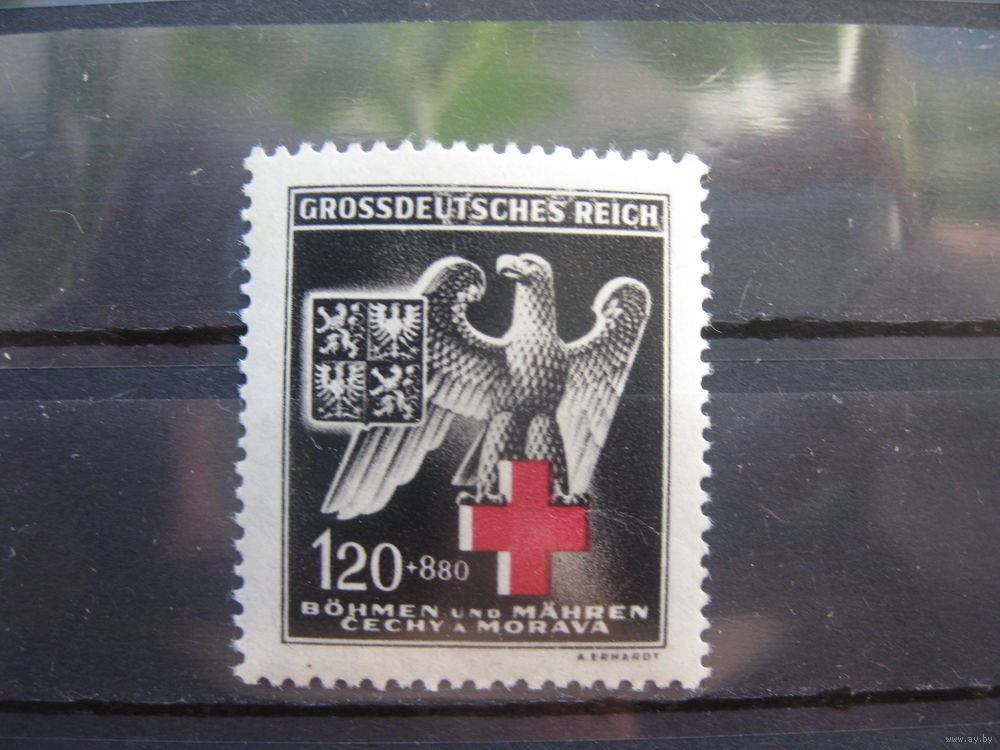 GROSSDEUTSCHES REICH
120 +880
BÖHMEN UND MÄHREN
ČECHY A MORAVA
A. ERHARDT
www.ay.by